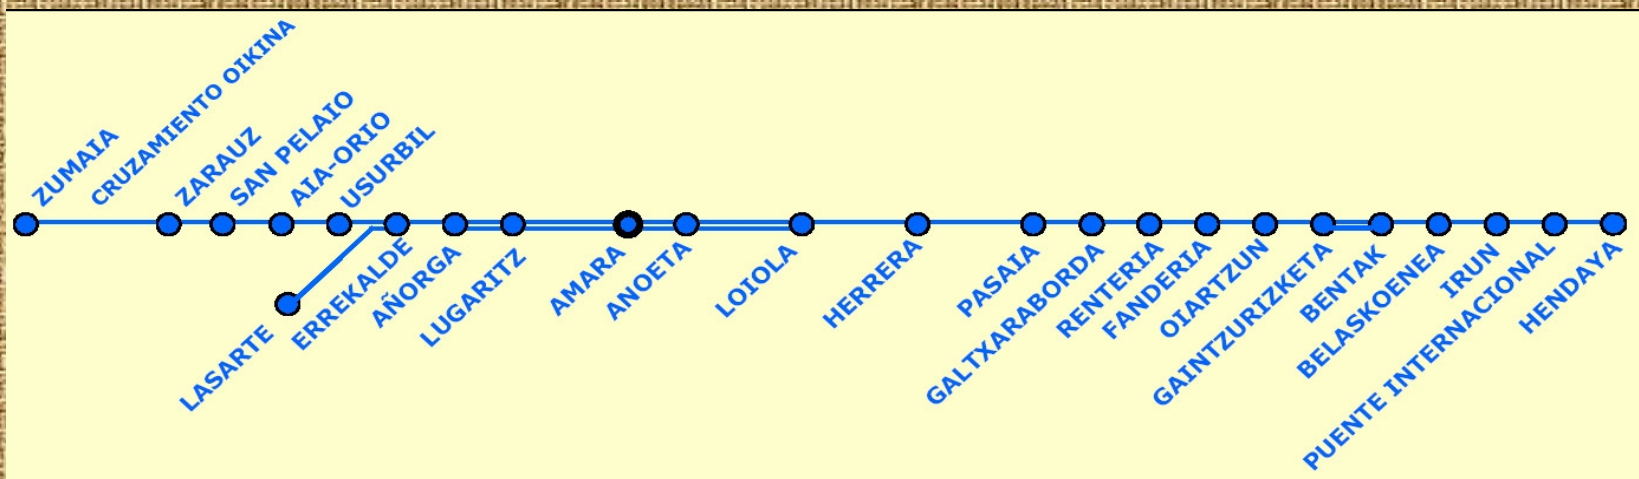 ZUMAIA
CRUZAMIENTO OIKINA
ZARAUZ
SAN PELAIO
AIA-ORIO
USURBIL
LASARTE
ERREKALDE
AÑORGA
LUGARITZ
AMARA
ANOETA
LOIOLA
HERRERA
PASAIA
GALTXARABORDA
RENTERIA
FANDERIA
OIARTZUN
GAINTZURIZKETA
BENTAK
BELASKOENEA
IRUN
PUENTE INTERNACIONAL
HENDAYA